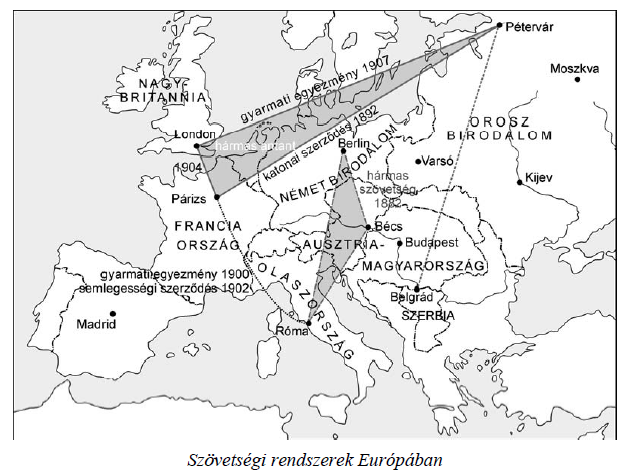 Pétervár
Moszkva
NAGY-
BRITANNIA
gyarmati egyezmény 1907
OROSZ
BIRODALOM
London
hármas antant
katonai szerződés 1892
Berlin
1904
Varsó
Kijev
NÉMET BIRODALOM
hármas
szövetség
1882
Párizs
FRANCIA
ORSZÁG
Bécs
AUSZTRIA-
Budapest
MAGYARORSZÁG
OLASZORSZÁG
gyarmati egyezmény 1900
semlegességi szerződés 1902
Belgrád
SZERBIA
Madrid
Róma
Szövetségi rendszerek Európában